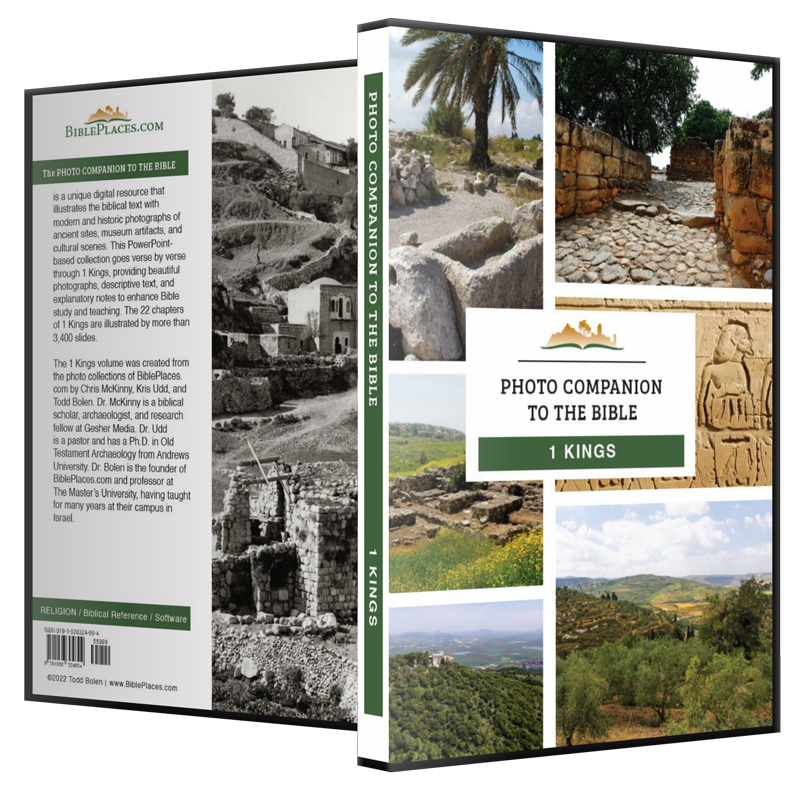 BIBLEPLACES.COM
The PHOTO COMPANION TO THE BIBLE
is a unique digital resource that
illustrates the biblical text with
modern and historic photographs of
ancient sites, museum artifacts, and
cultural scenes. This PowerPoint-
based collection goes verse by verse
through 1 Kings, providing beautiful
photographs, descriptive text, and
explanatory notes to enhance Bible
study and teaching. The 22 chapters
of 1 Kings are illustrated by more than
3,400 slides.
The 1 Kings volume was created from
the photo collections of BiblePlaces.
com by Chris McKinny, Kris Udd, and
Todd Bolen. Dr. McKinny is a biblical
scholar, archaeologist, and research
fellow at Gesher Media. Dr. Udd
is a pastor and has a Ph.D. in Old
Testament Archaeology from Andrews
University. Dr. Bolen is the founder of
BiblePlaces.com and professor at
The Master's University, having taught
for many years at their campus in
Israel.
RELIGION / Biblical Reference / Software
©2022 Todd Bolen | www.BiblePlaces.com
PHOTO COMPANION TO THE BIBLE
1 KINGS
PHOTO COMPANION
TO THE BIBLE
1 KINGS